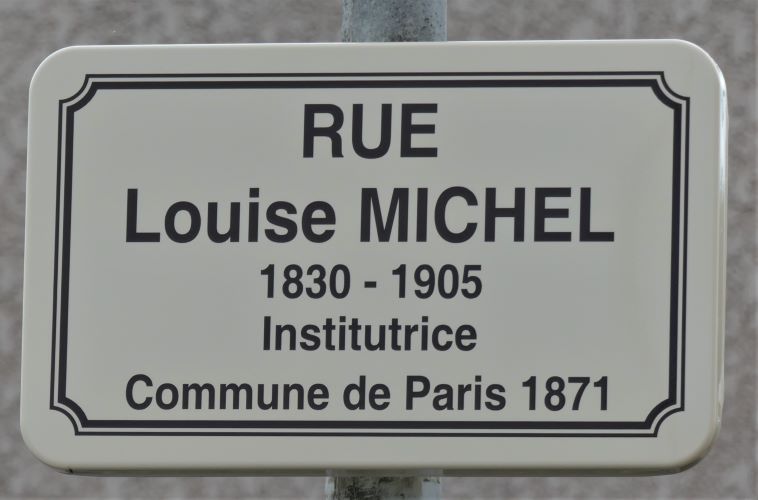 RUE
Louise MICHEL
1830 - 1905
Institutrice
Commune de Paris 1871